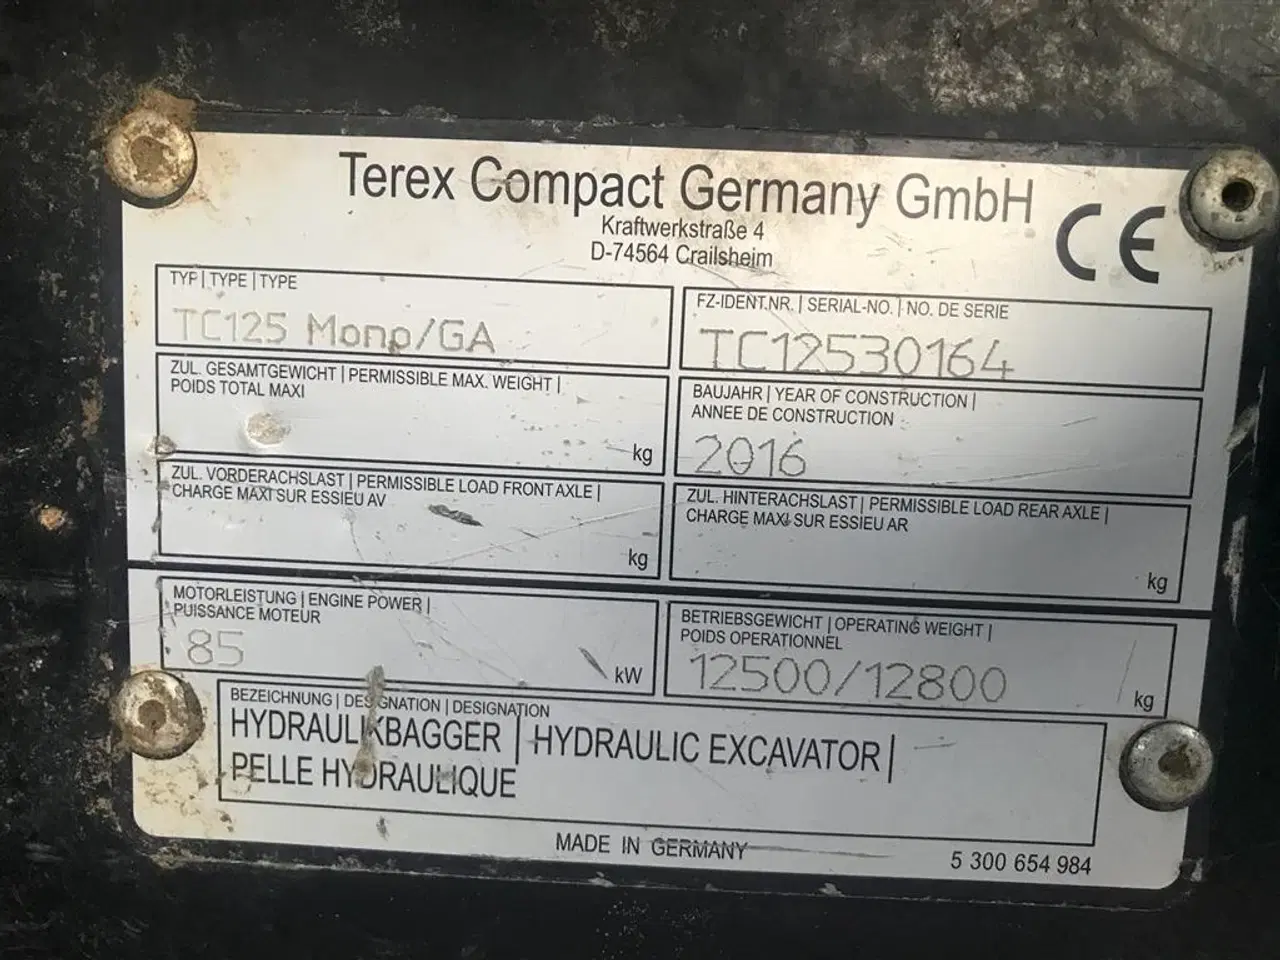 Terex Compact Germany GmbH
Kraftwerkstraße 4
D-74564 Crailsheim
CE
TYP | TYPE | TYPE
TC125 Mono/GA
FZ-IDENT.NR. | SERIAL-NO. | NO. DE SERIE
TC12530164
ZUL. GESAMTGEWICHT | PERMISSIBLE MAX. WEIGHT |
POIDS TOTAL MAXI
kg
BAUJAHR | YEAR OF CONSTRUCTION |
ANNEE DE CONSTRUCTION
2016
ZUL. VORDERACHSLAST | PERMISSIBLE LOAD FRONT AXLE |
CHARGE MAXI SUR ESSIEU AV
kg
ZUL. HINTERACHSLAST | PERMISSIBLE LOAD REAR AXLE |
CHARGE MAXI SUR ESSIEU AR
kg
MOTORLEISTUNG | ENGINE POWER |
PUISSANCE MOTEUR
85 kW
BETRIEBSGEWICHT | OPERATING WEIGHT |
POIDS OPERATIONNEL
12500/12800 kg
BEZEICHNUNG | DESIGNATION | DESIGNATION
HYDRAULIKBAGGER | HYDRAULIC EXCAVATOR |
PELLE HYDRAULIQUE
MADE IN GERMANY
5 300 654 984